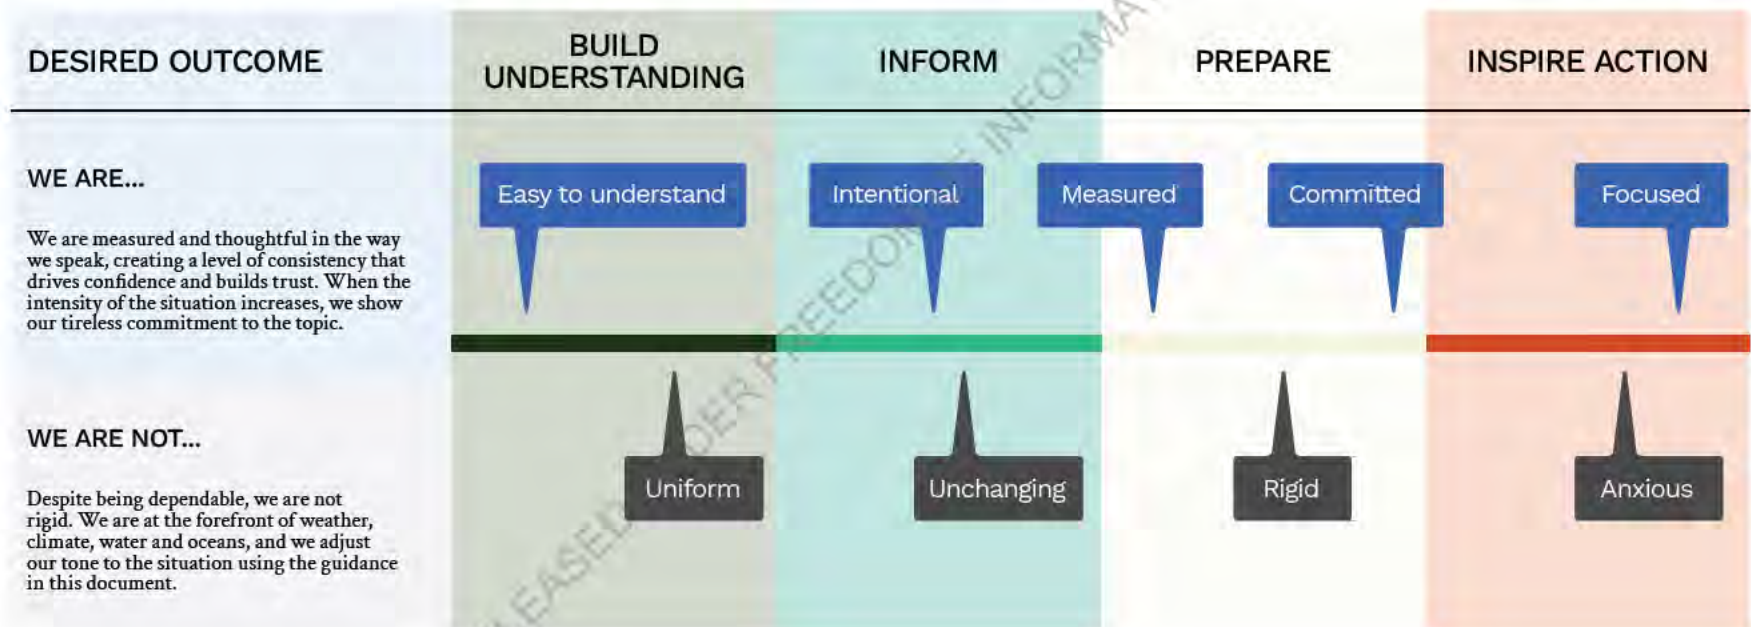 DESIRED OUTCOME
BUILD
UNDERSTANDING
INFORM
PREPARE
INSPIRE ACTION
WE ARE...
We are measured and thoughtful in the way
we speak, creating a level of consistency that
drives confidence and builds trust. When the
intensity of the situation increases, we show
our tireless commitment to the topic.
Easy to understand
Intentional
Measured
Committed
Focused
WE ARE NOT...
Despite being dependable, we are not
rigid. We are at the forefront of weather,
climate, water and oceans, and we adjust
our tone to the situation using the guidance
in this document.
Uniform
Unchanging
Rigid
Anxious